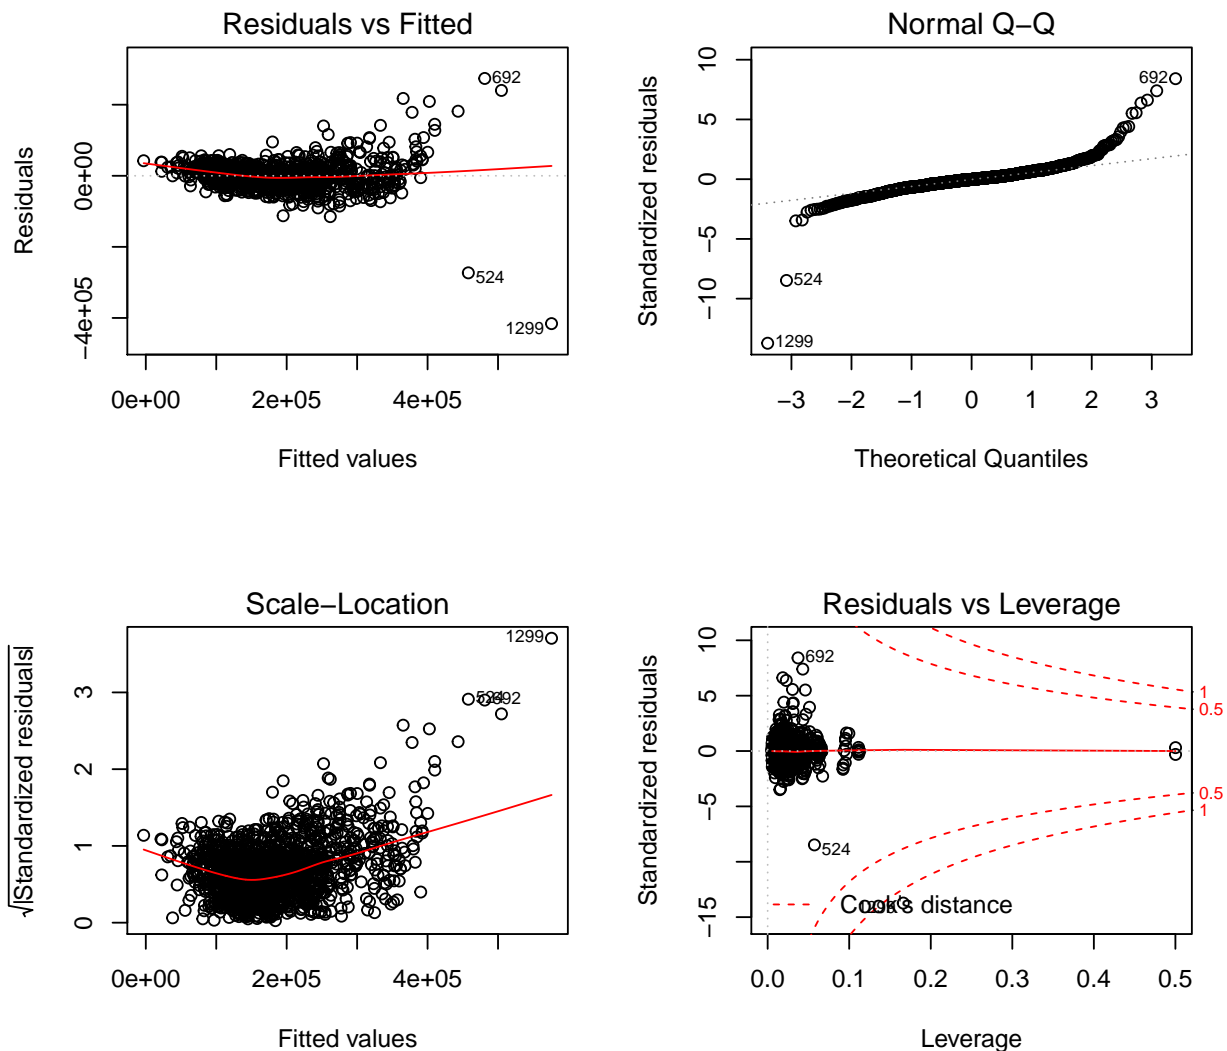 Residuals vs Fitted
Residuals
−4e+05
0e+00
692
524
1299
0e+00 2e+05 4e+05
Fitted values
Normal Q−Q
Standardized residuals
−10 −5 0 5 10
692
524
1299
−3 −2 −1 0 1 2 3
Theoretical Quantiles
Scale−Location
√|Standardized residuals|
0 1 2 3
1299
524
692
0e+00 2e+05 4e+05
Fitted values
Residuals vs Leverage
Standardized residuals
−15 −5 0 5 10
692
524
1299
Cook's distance
1
0.5
0.5
1
0.0 0.1 0.2 0.3 0.4 0.5
Leverage